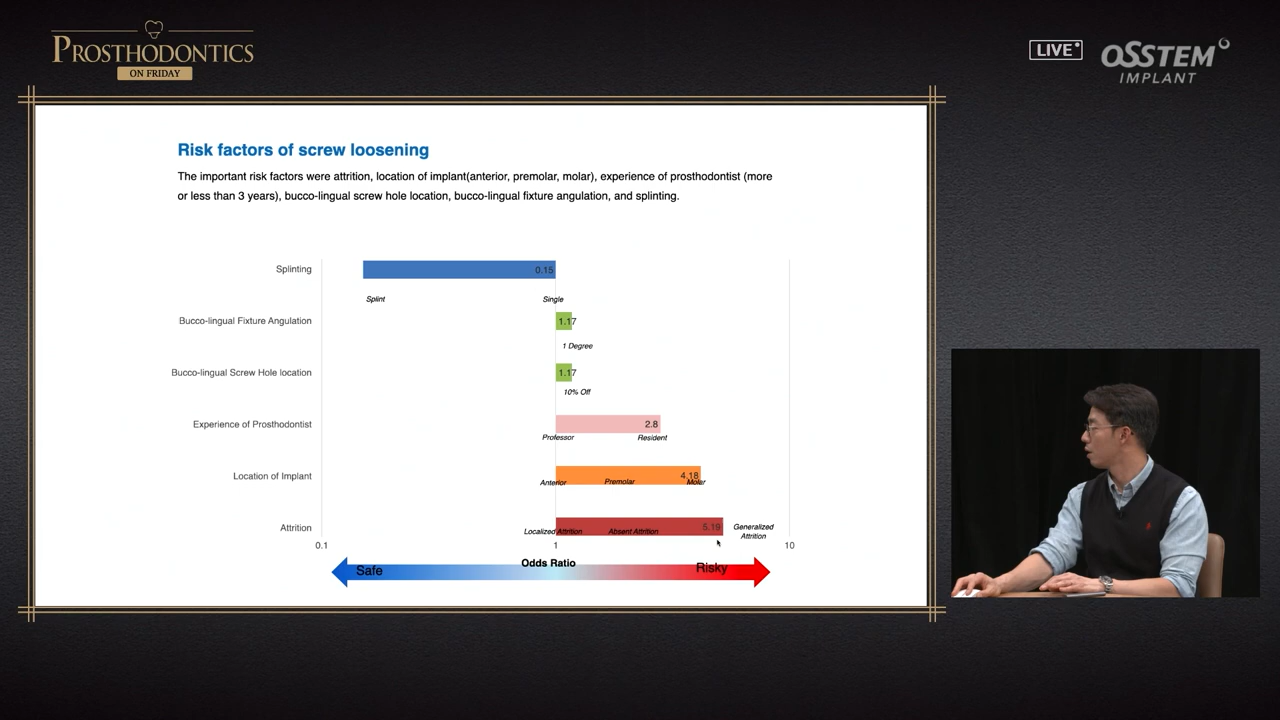 PROSTHODONTICS
ON FRIDAY
LIVE
OSSTEM
IMPLANT
Risk factors of screw loosening
The important risk factors were attrition, location of implant(anterior, premolar, molar), experience of prosthodontist (more
or less than 3 years), bucco-lingual screw hole location, bucco-lingual fixture angulation, and splinting.
Splinting
0.15
Splint
Single
Bucco-lingual Fixture Angulation
1.17
1 Degree
Bucco-lingual Screw Hole location
1.17
10% Off
Experience of Prosthodontist
2.8
Professor
Resident
Location of Implant
4.18
Anterior
Premolar
Molar
Attrition
5.19
Localized Attrition
Absent Attrition
Generalized
Attrition
0.1
1
10
Odds Ratio
Safe
Risky